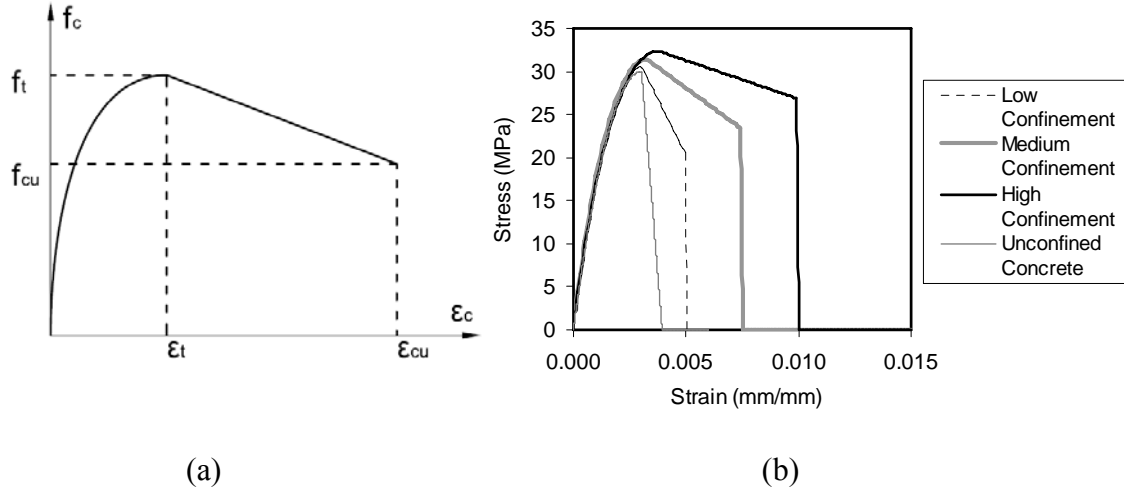 fc
ft
fcu
εc
εt
εcu
(a)
35
30
25
20
15
10
5
0
Stress (MPa)
0.000
0.005
0.010
0.015
Strain (mm/mm)
Low
Confinement
Medium
Confinement
High
Confinement
Unconfined
Concrete
(b)